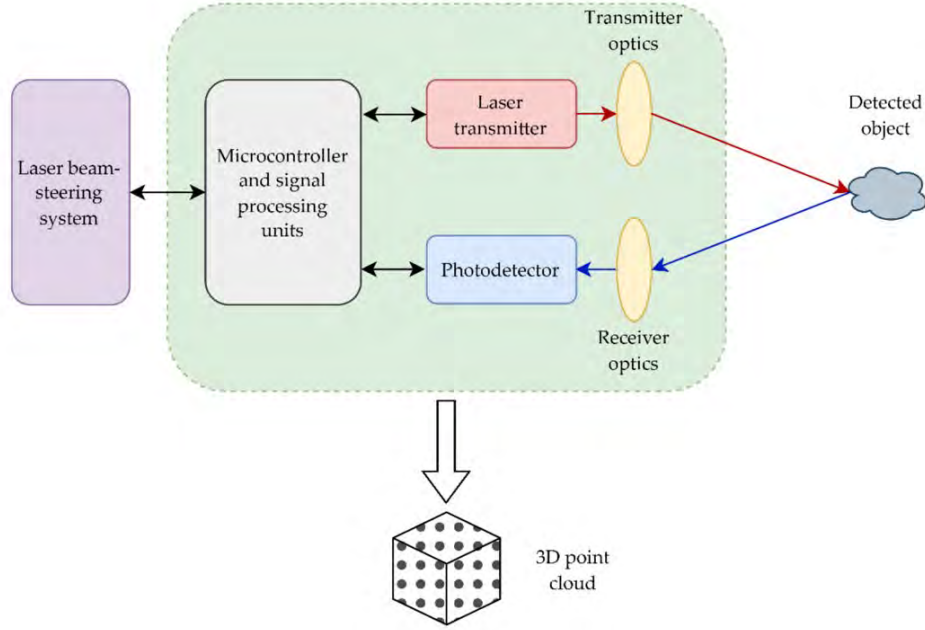 Transmitter
optics
Laser
transmitter
Detected
object
Laser beam-
steering
system
Microcontroller
and signal
processing
units
Photodetector
Receiver
optics
3D point
cloud